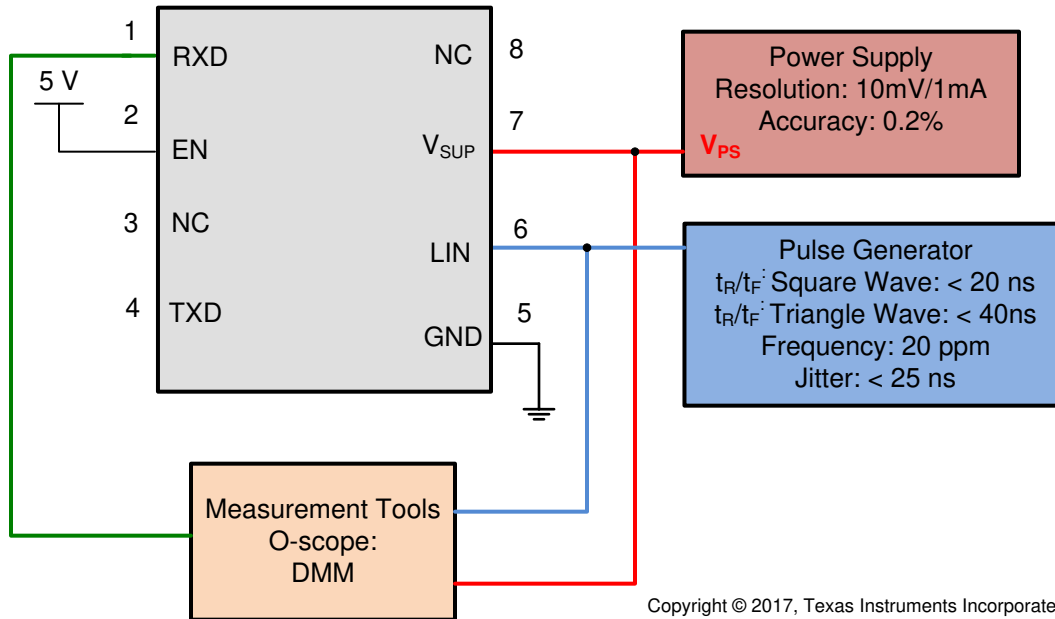 1
RXD
5 V
2
EN
3
NC
4
TXD
NC
8
7
VSUP
6
LIN
5
GND
Power Supply
Resolution: 10mV/1mA
Accuracy: 0.2%
VPS
Pulse Generator
tR/tF: Square Wave: < 20 ns
tR/tF: Triangle Wave: < 40ns
Frequency: 20 ppm
Jitter: < 25 ns
Measurement Tools
O-scope:
DMM
Copyright © 2017, Texas Instruments Incorporate